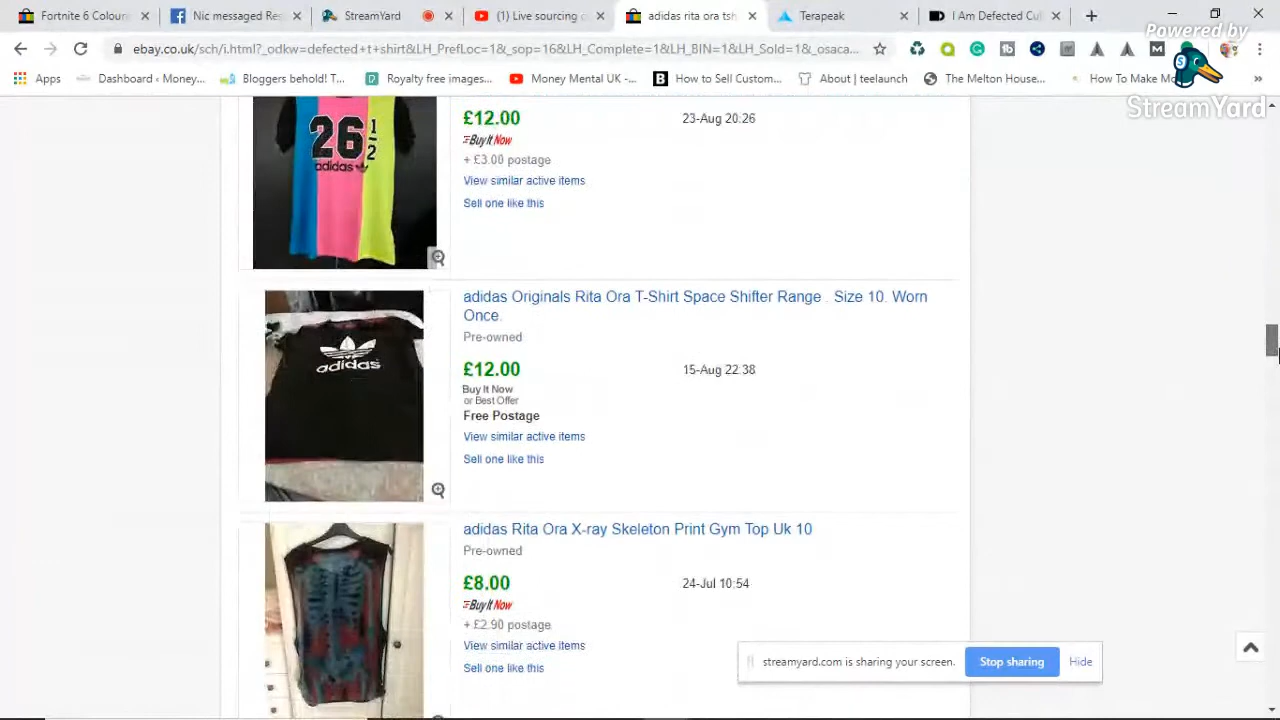 Fortnite 6 Colour
Nic messaged Re
StreamYard
(1) Live sourcing c
adidas rita ora tsh
Terapeak
I Am Defected Cul
ebay.co.uk/sch/i.html?_odkw=defected+t+shirt&LH_PrefLoc=1&_sop=16&LH_Complete=1&LH_BIN=1&LH_Sold=1&_osaca...
Apps
Dashboard ‹ Money...
Bloggers behold! T...
Royalty free images...
Money Mental UK -...
How to Sell Custom...
About | teelaunch
The Melton House...
How To Make Mo
»
Powered by
StreamYard
26 1/2
adidas
£12.00
23-Aug 20:26
Buy It Now
+ £3.00 postage
View similar active items
Sell one like this
adidas
adidas Originals Rita Ora T-Shirt Space Shifter Range . Size 10. Worn
Once.
Pre-owned
£12.00
15-Aug 22:38
Buy It Now
or Best Offer
Free Postage
View similar active items
Sell one like this
adidas Rita Ora X-ray Skeleton Print Gym Top Uk 10
Pre-owned
£8.00
24-Jul 10:54
Buy It Now
+ £2.90 postage
View similar active items
Sell one like this
streamyard.com is sharing your screen.
Stop sharing
Hide